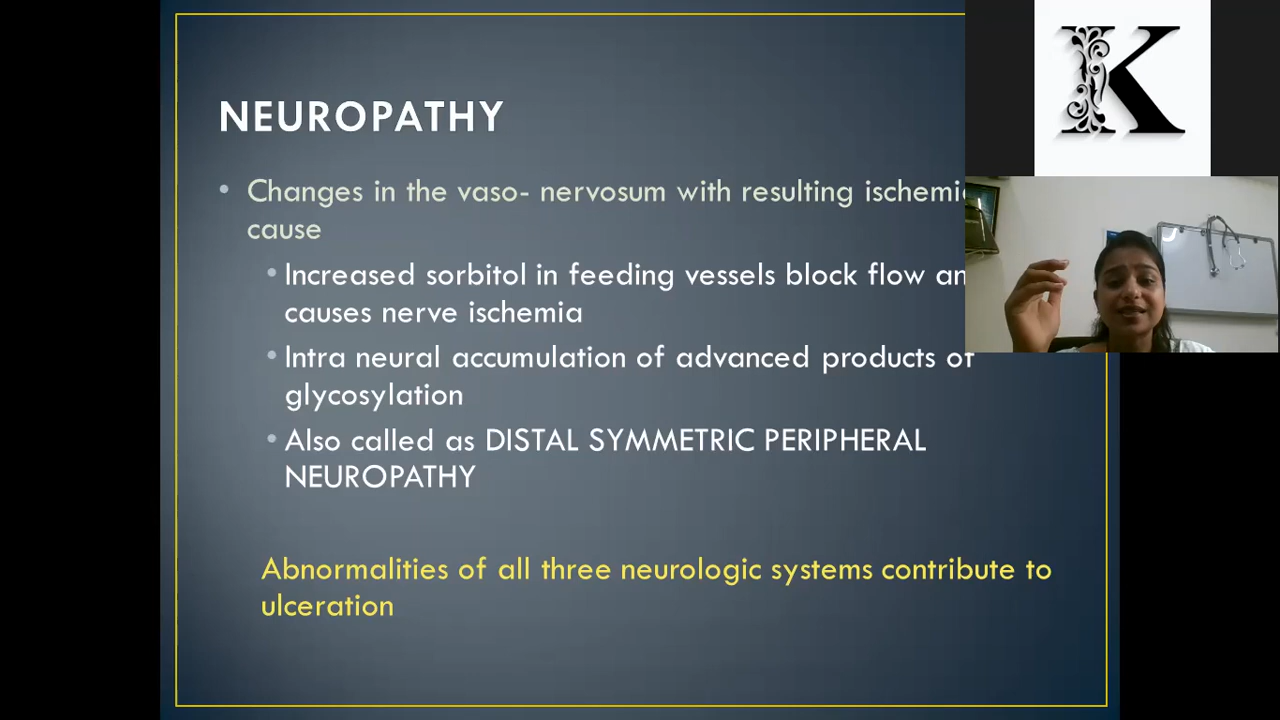 K
NEUROPATHY
• Changes in the vaso- nervosum with resulting
cause
• Increased sorbitol in feeding vessels block flow
causes nerve ischemia
• Intra neural accumulation of advanced products of
glycosylation
• Also called as DISTAL SYMMETRIC PERIPHERAL
NEUROPATHY
Abnormalities of all three neurologic systems contribute to
ulceration